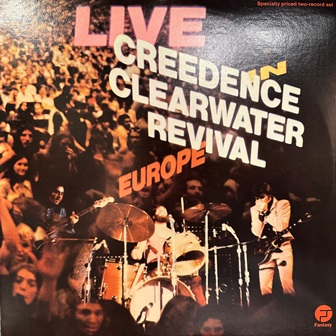 Specially priced two-record set
LIVE
IN
CREEDENCE
CLEARWATER
REVIVAL
EUROPE
Fantasy